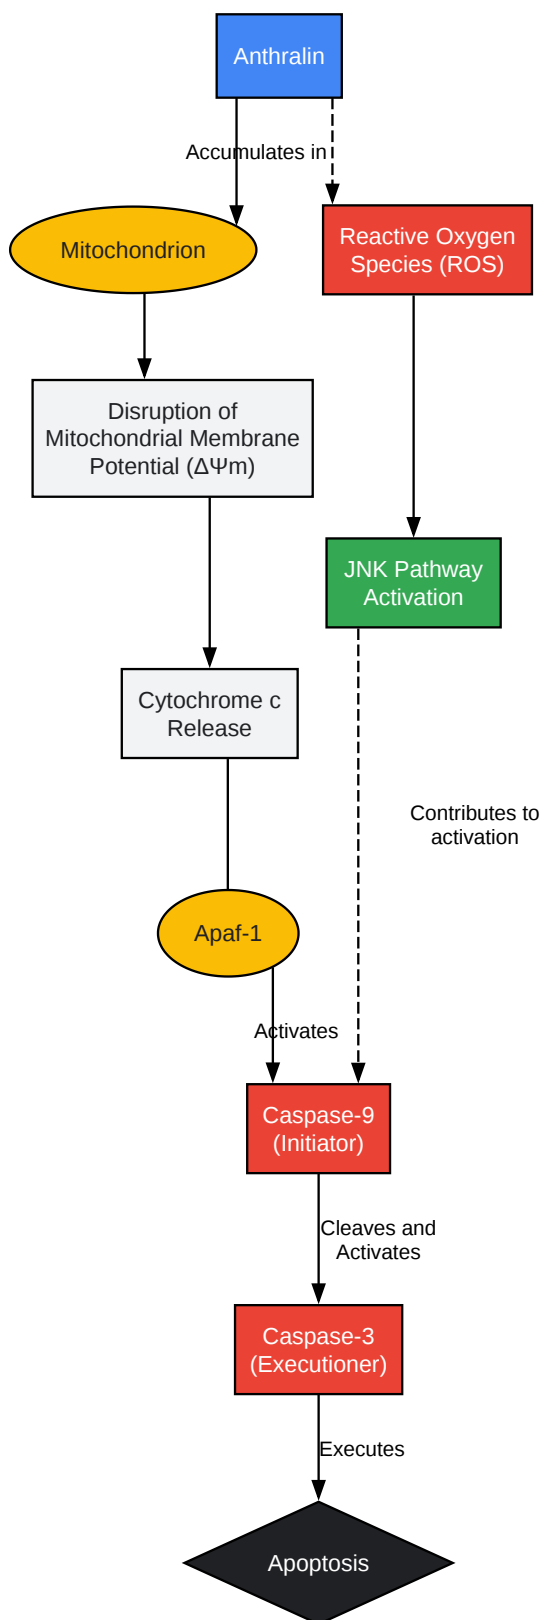 Anthralin
Accumulates in
Mitochondrion
Reactive Oxygen
Species (ROS)
Disruption of
Mitochondrial Membrane
Potential (ΔΨm)
JNK Pathway
Activation
Cytochrome c
Release
Contributes to
activation
Apaf-1
Activates
Caspase-9
(Initiator)
Cleaves and
Activates
Caspase-3
(Executioner)
Executes
Apoptosis